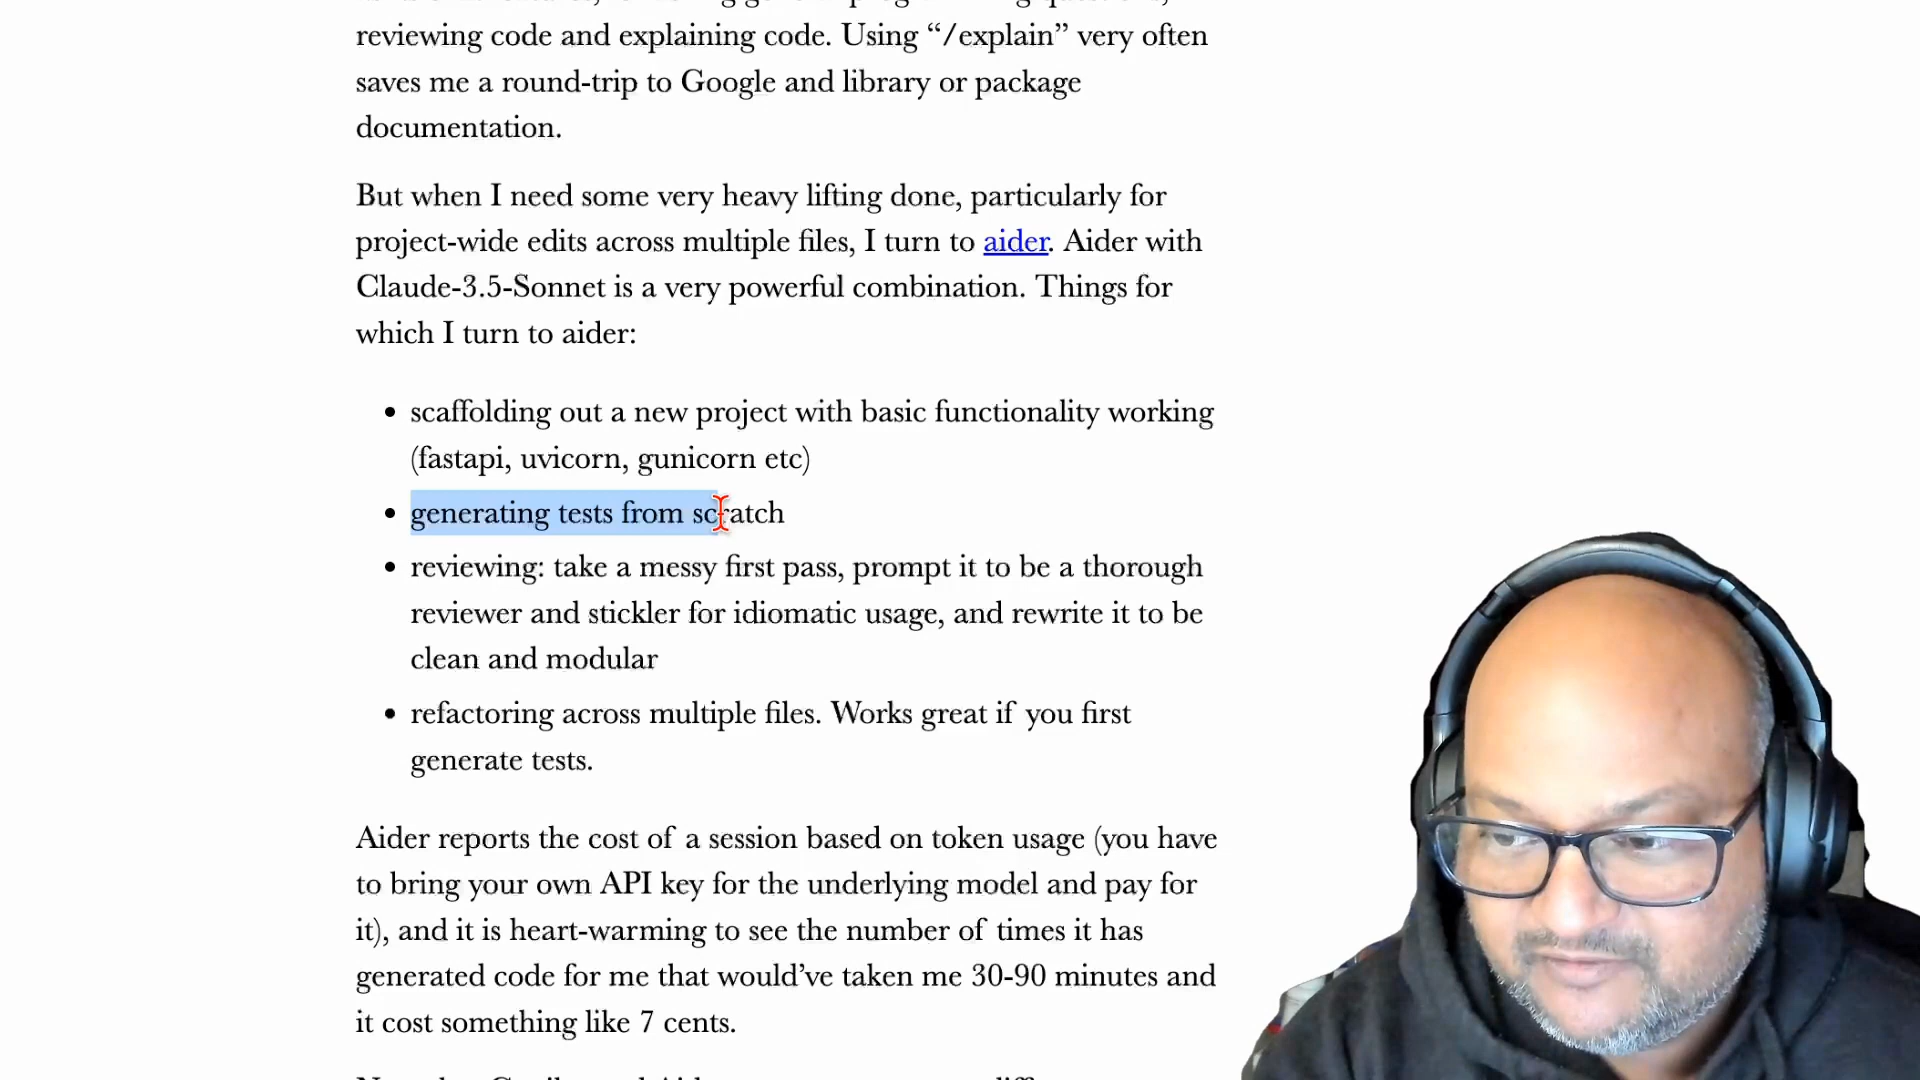 reviewing code and explaining code. Using “/explain” very often
saves me a round-trip to Google and library or package
documentation.
But when I need some very heavy lifting done, particularly for
project-wide edits across multiple files, I turn to aider. Aider with
Claude-3.5-Sonnet is a very powerful combination. Things for
which I turn to aider:
• scaffolding out a new project with basic functionality working
(fastapi, uvicorn, gunicorn etc)
• generating tests from scratch
• reviewing: take a messy first pass, prompt it to be a thorough
reviewer and stickler for idiomatic usage, and rewrite it to be
clean and modular
• refactoring across multiple files. Works great if you first
generate tests.
Aider reports the cost of a session based on token usage (you have
to bring your own API key for the underlying model and pay for
it), and it is heart-warming to see the number of times it has
generated code for me that would’ve taken me 30-90 minutes and
it cost something like 7 cents.